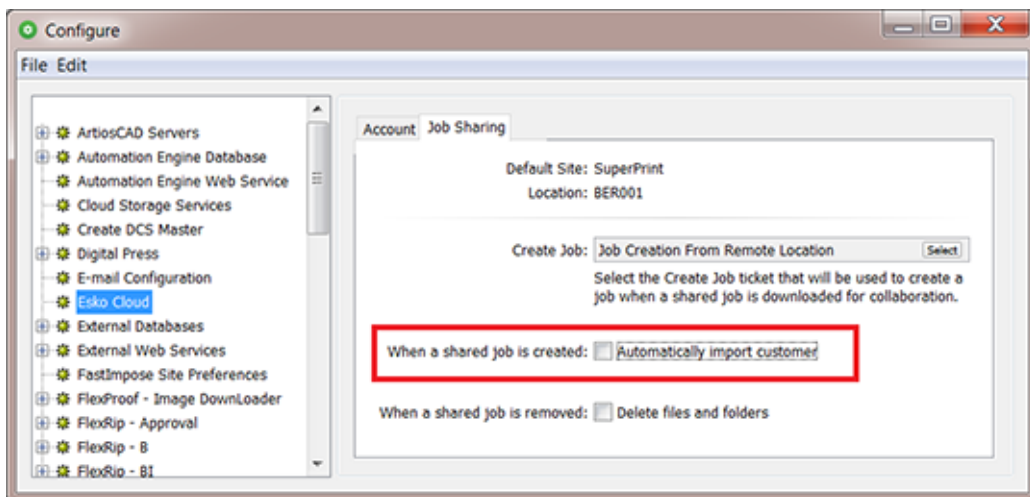 Configure
File Edit
ArtiosCAD Servers
Automation Engine Database
Automation Engine Web Service
Cloud Storage Services
Create DCS Master
Digital Press
E-mail Configuration
Esko Cloud
External Databases
External Web Services
FastImpose Site Preferences
FlexProof - Image DownLoader
FlexRip - Approval
FlexRip - B
FlexRip - BI
Account Job Sharing
Default Site: SuperPrint
Location: BER001
Create Job: Job Creation From Remote Location Select
Select the Create Job ticket that will be used to create a
job when a shared job is downloaded for collaboration.
When a shared job is created: Automatically import customer
When a shared job is removed: Delete files and folders